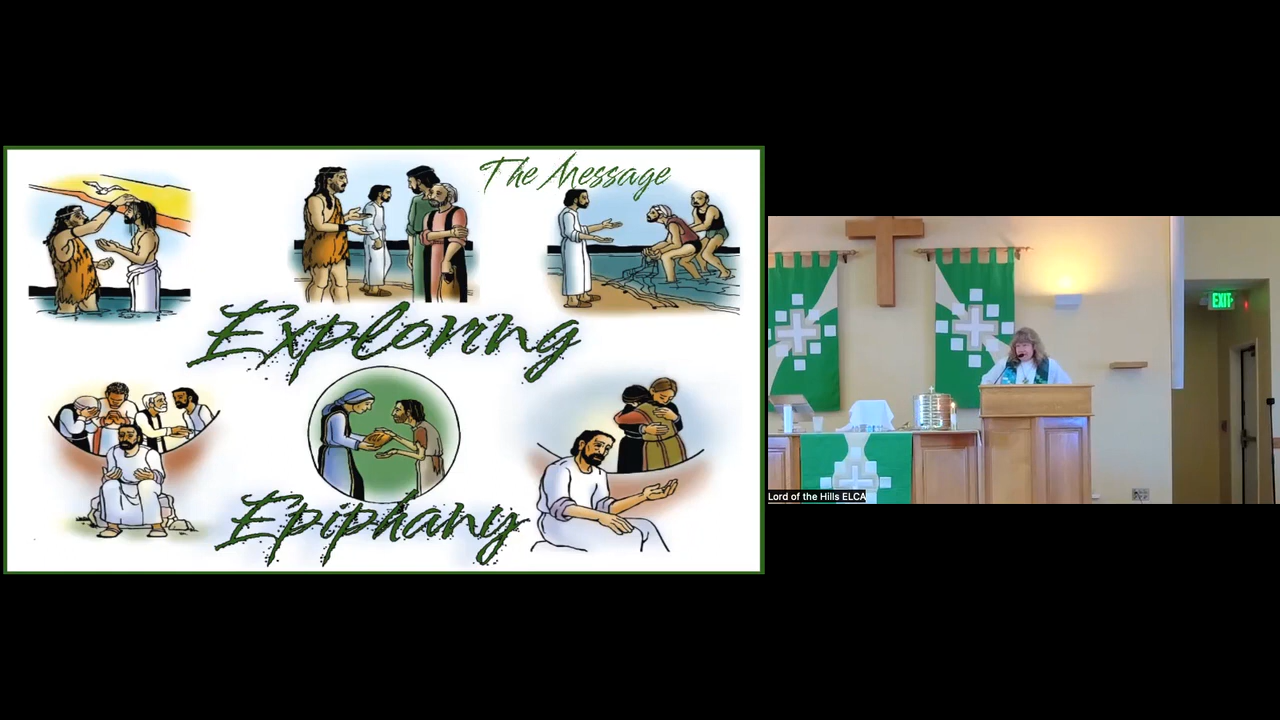 The Message
Exploring
Epiphany
EXIT
Lord of the Hills ELCA